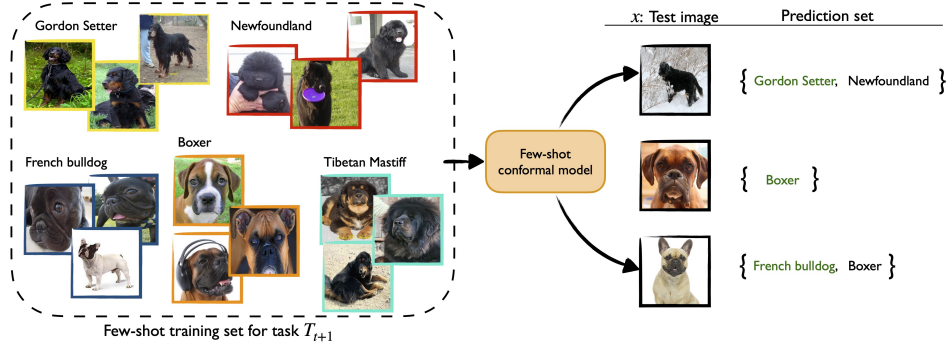 Gordon Setter
Newfoundland
French bulldog
Boxer
Tibetan Mastiff
Few-shot training set for task T_{t+1}
Few-shot
conformal model
x: Test image
Prediction set
{ Gordon Setter, Newfoundland }
{ Boxer }
{ French bulldog, Boxer }